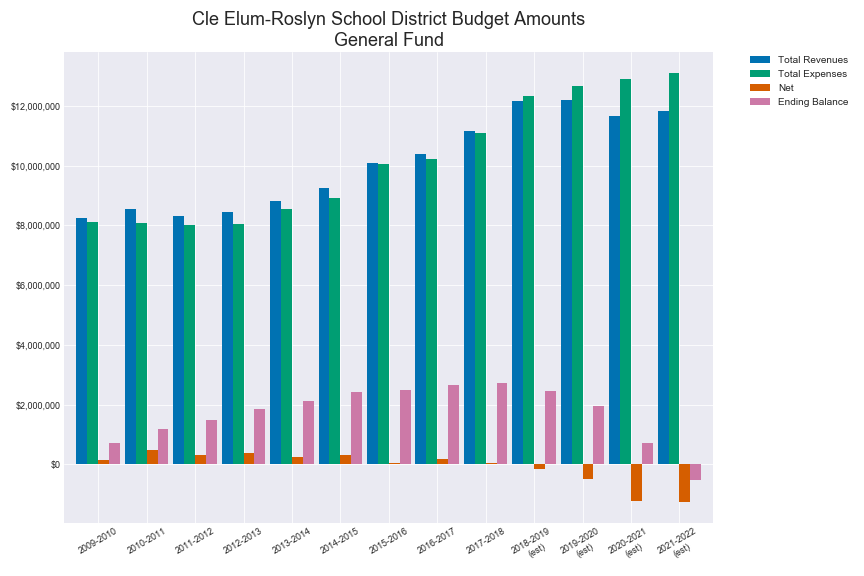 Cle Elum-Roslyn School District Budget Amounts
General Fund
Total Revenues
Total Expenses
Net
Ending Balance
$12,000,000
$10,000,000
$8,000,000
$6,000,000
$4,000,000
$2,000,000
$0
2009-2010
2010-2011
2011-2012
2012-2013
2013-2014
2014-2015
2015-2016
2016-2017
2017-2018
2018-2019
(est)
2019-2020
(est)
2020-2021
(est)
2021-2022
(est)